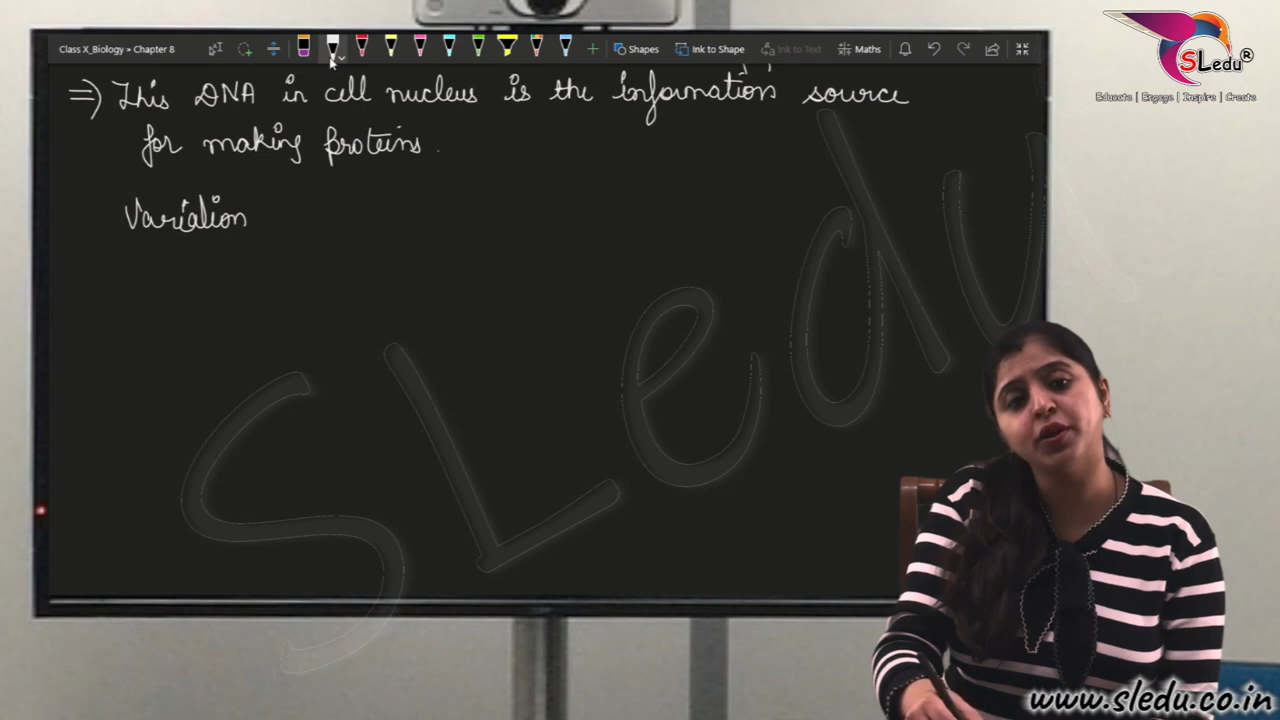 Class X_Biology » Chapter 8
Shapes
Ink to Shape
Ink to Text
Maths
SLedu®
Educate | Engage | Inspire | Create
=> This DNA in cell nucleus is the information source
for making proteins.
Variation
SLedu
www.sledu.co.in